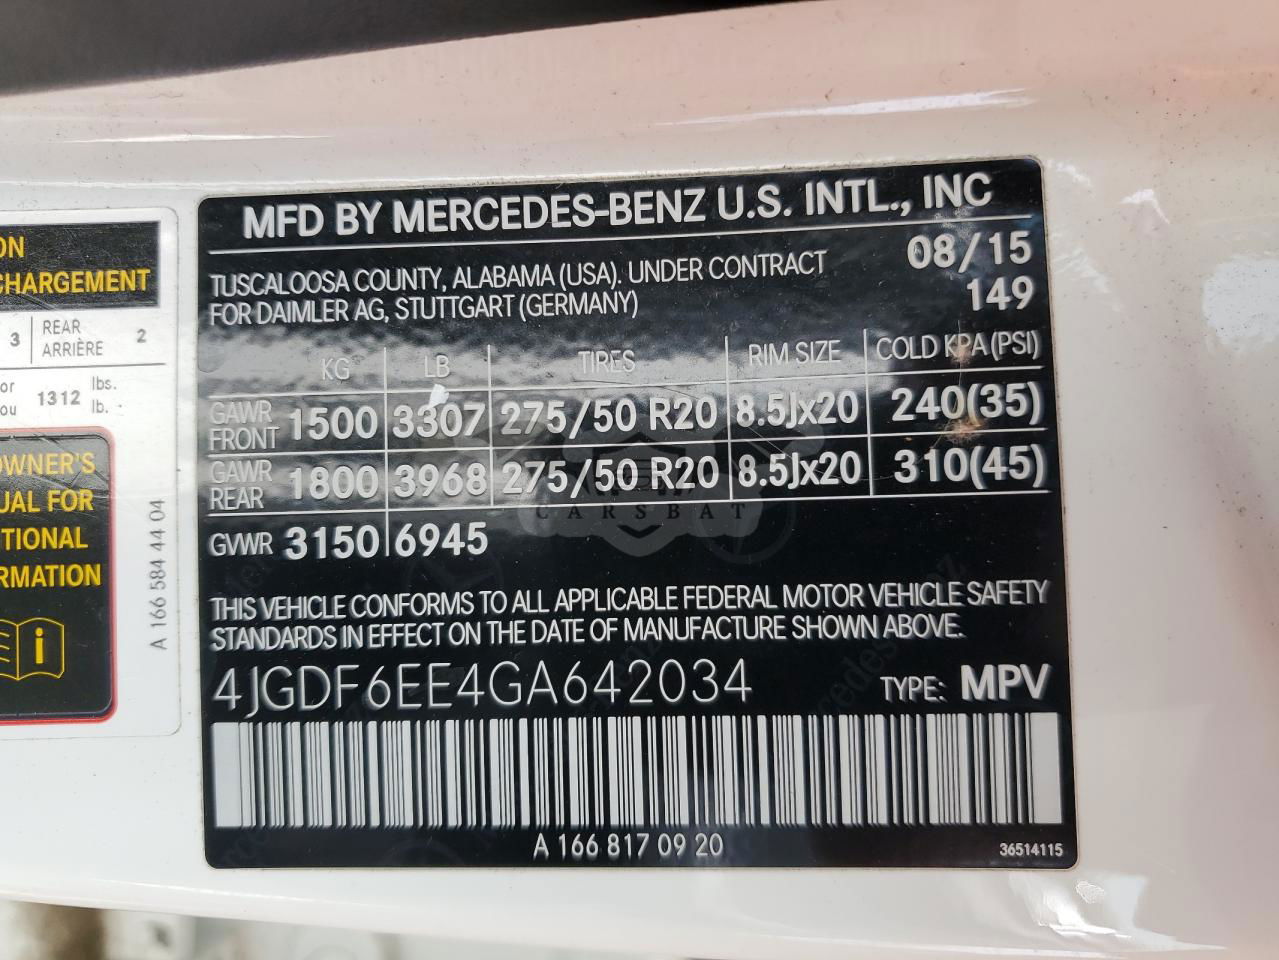 ON
CHARGEMENT
3 REAR ARRIÈRE 2
or
ou 1312 lbs. lb.
OWNER'S
UAL FOR
TIONAL
RMATION
i
A 166 584 44 04
MFD BY MERCEDES-BENZ U.S. INTL., INC
TUSCALOOSA COUNTY, ALABAMA (USA). UNDER CONTRACT 08/15
FOR DAIMLER AG, STUTTGART (GERMANY) 149
KG LB TIRES RIM SIZE COLD KPA (PSI)
GAWR FRONT 1500 3307 275/50 R20 8.5Jx20 240(35)
GAWR REAR 1800 3968 275/50 R20 8.5Jx20 310(45)
CARSBAT
GVWR 3150 6945
THIS VEHICLE CONFORMS TO ALL APPLICABLE FEDERAL MOTOR VEHICLE SAFETY
STANDARDS IN EFFECT ON THE DATE OF MANUFACTURE SHOWN ABOVE.
4JGDF6EE4GA642034 TYPE: MPV
A 166 817 09 20 36514115